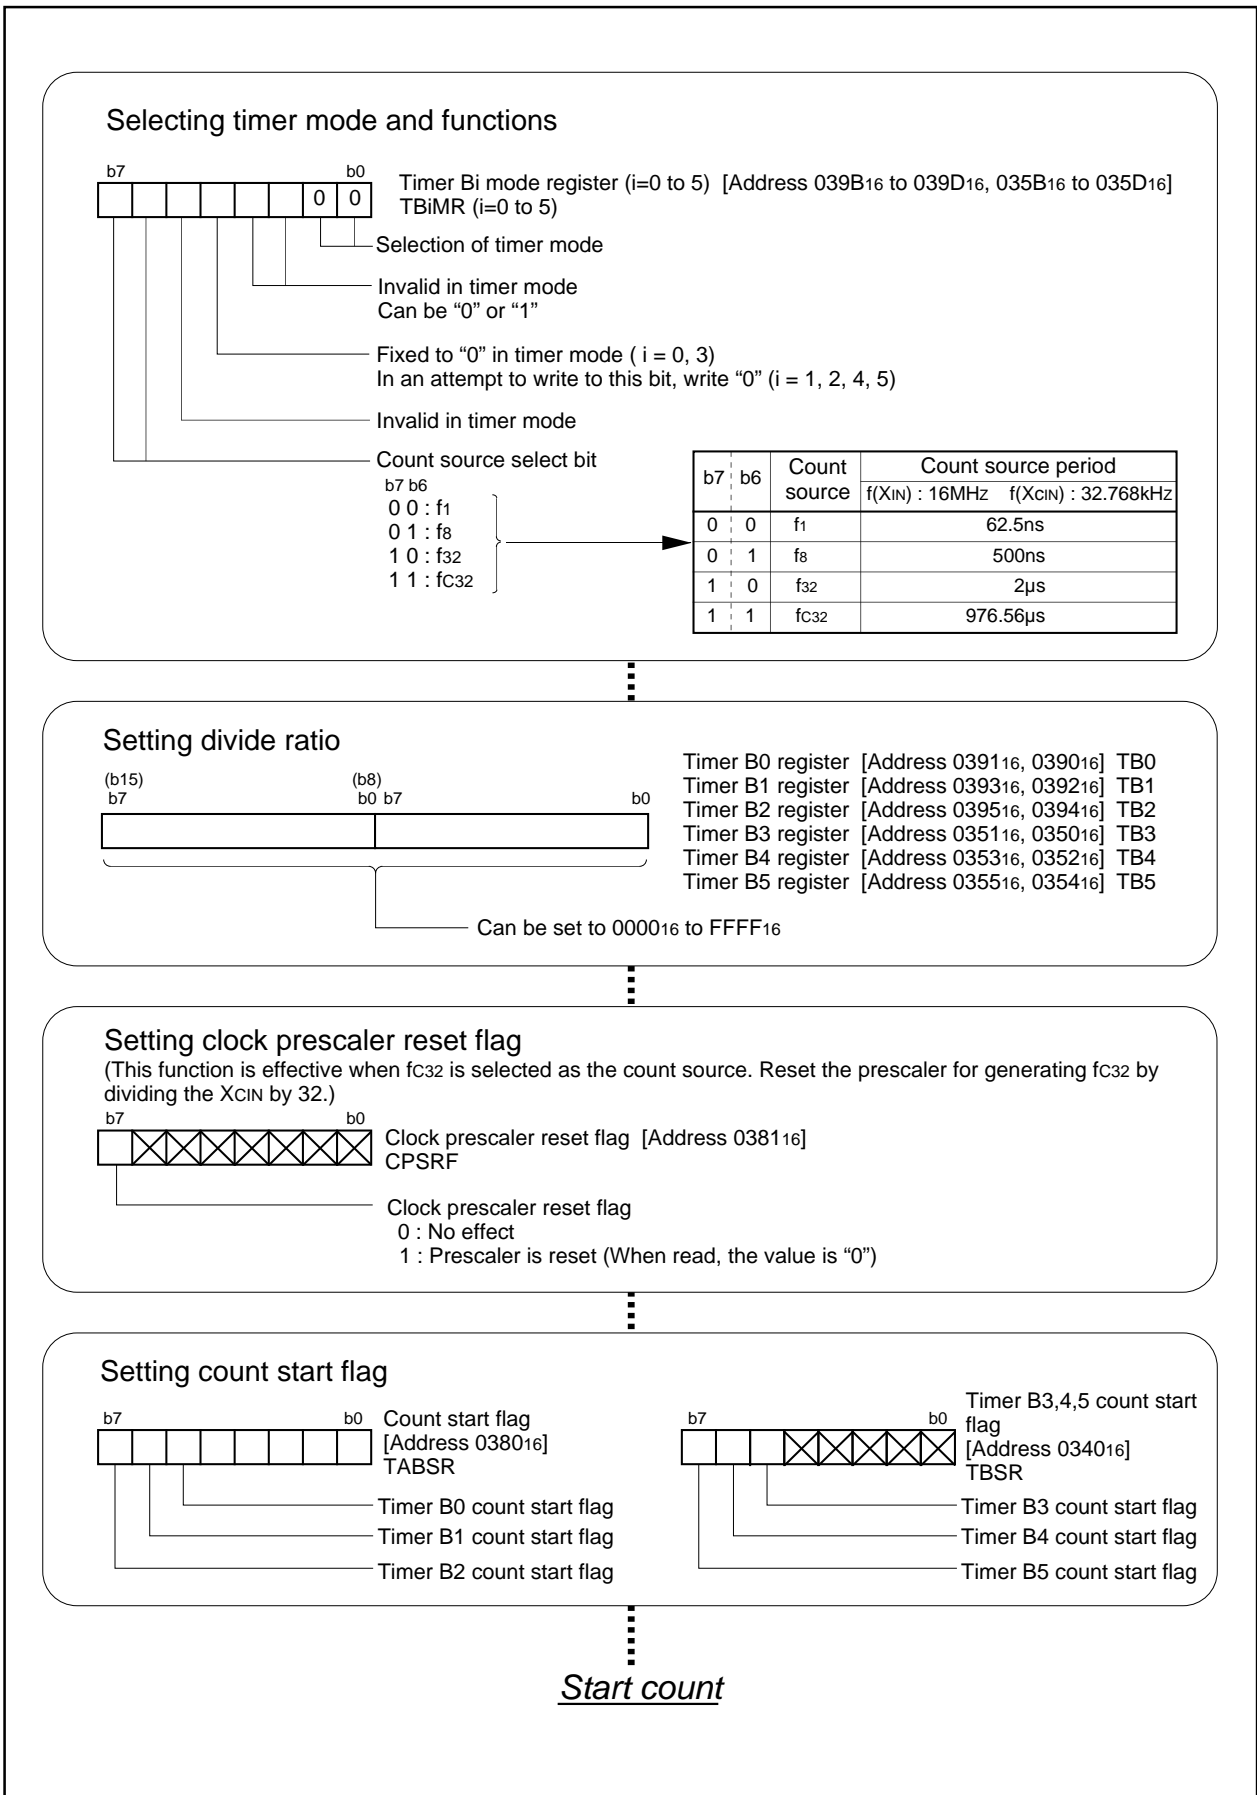 Selecting timer mode and functions
b7 b0
0 0
Timer Bi mode register (i=0 to 5) [Address 039B16 to 039D16, 035B16 to 035D16]
TBiMR (i=0 to 5)
Selection of timer mode
Invalid in timer mode
Can be “0” or “1”
Fixed to “0” in timer mode ( i = 0, 3)
In an attempt to write to this bit, write “0” (i = 1, 2, 4, 5)
Invalid in timer mode
Count source select bit
b7 b6
0 0 : f1
0 1 : f8
1 0 : f32
1 1 : fC32
b7 b6 Count source Count source period
f(XIN) : 16MHz f(XCIN) : 32.768kHz
0 0 f1 62.5ns
0 1 f8 500ns
1 0 f32 2µs
1 1 fC32 976.56µs
Setting divide ratio
(b15) (b8)
b7 b0 b7 b0
Timer B0 register [Address 039116, 039016] TB0
Timer B1 register [Address 039316, 039216] TB1
Timer B2 register [Address 039516, 039416] TB2
Timer B3 register [Address 035116, 035016] TB3
Timer B4 register [Address 035316, 035216] TB4
Timer B5 register [Address 035516, 035416] TB5
Can be set to 000016 to FFFF16
Setting clock prescaler reset flag
(This function is effective when fC32 is selected as the count source. Reset the prescaler for generating fC32 by
dividing the XCIN by 32.)
b7 b0
Clock prescaler reset flag [Address 038116]
CPSRF
Clock prescaler reset flag
0 : No effect
1 : Prescaler is reset (When read, the value is “0”)
Setting count start flag
b7 b0
Count start flag
[Address 038016]
TABSR
Timer B0 count start flag
Timer B1 count start flag
Timer B2 count start flag
b7 b0
Timer B3,4,5 count start
flag
[Address 034016]
TBSR
Timer B3 count start flag
Timer B4 count start flag
Timer B5 count start flag
Start count